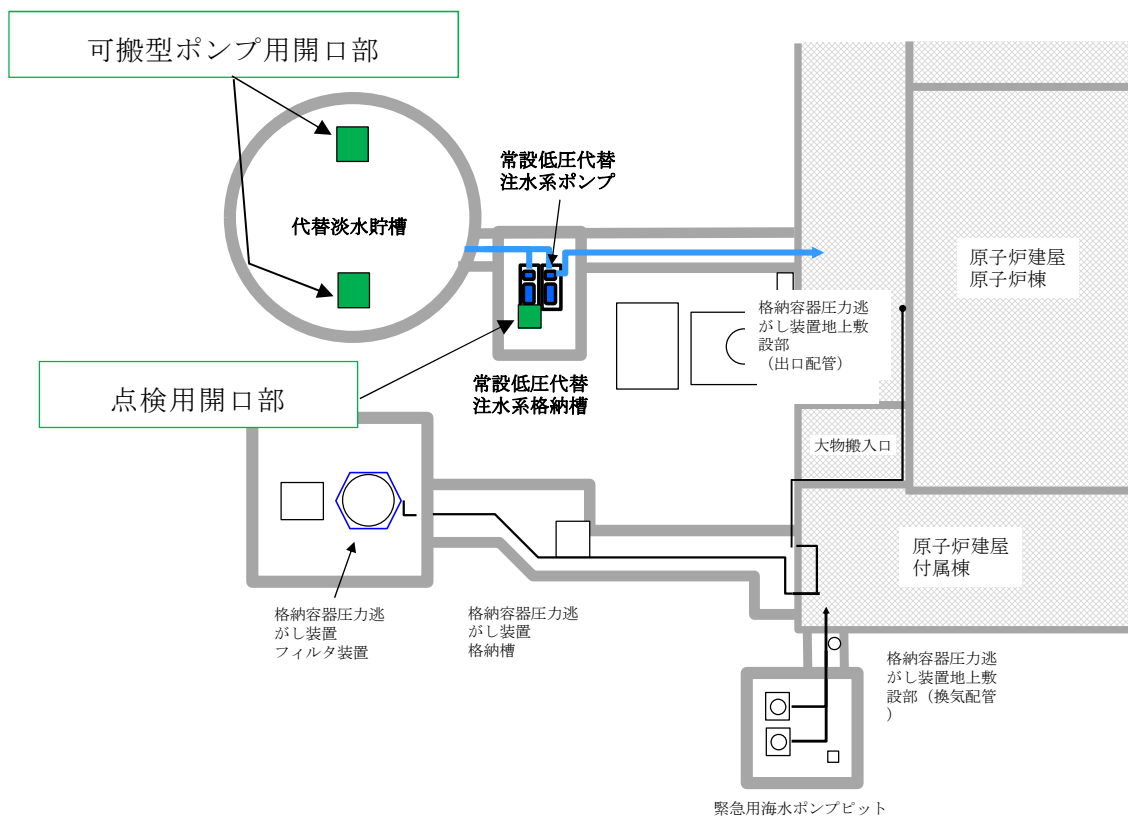 可搬型ポンプ用開口部
常設低圧代替
注水系ポンプ
代替淡水貯槽
原子炉建屋
原子炉棟
格納容器圧力逃
がし装置地上敷
設部
（出口配管）
点検用開口部
常設低圧代替
注水系格納槽
大物搬入口
原子炉建屋
付属棟
格納容器圧力逃
がし装置
フィルタ装置
格納容器圧力逃
がし装置
格納槽
格納容器圧力逃
がし装置地上敷
設部（換気配管
）
緊急用海水ポンプピット